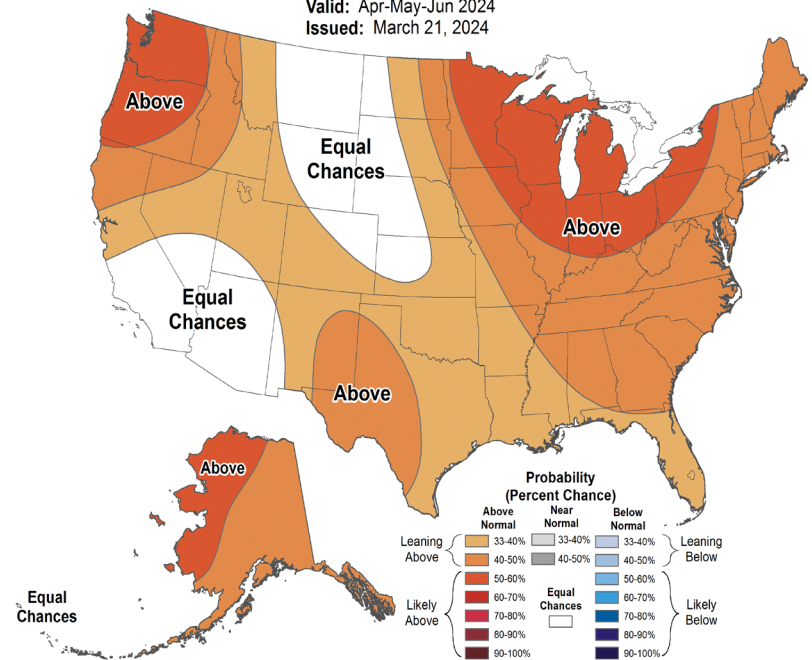 Valid: Apr-May-Jun 2024
Issued: March 21, 2024
Above
Equal
Chances
Above
Equal
Chances
Above
Above
Equal
Chances
Probability
(Percent Chance)
Above
Normal
Near
Normal
Below
Normal
Leaning
Above
33-40%
33-40%
33-40%
Leaning
Below
40-50%
40-50%
40-50%
Likely
Above
50-60%
50-60%
Likely
Below
60-70%
Equal
Chances
60-70%
70-80%
70-80%
80-90%
80-90%
90-100%
90-100%